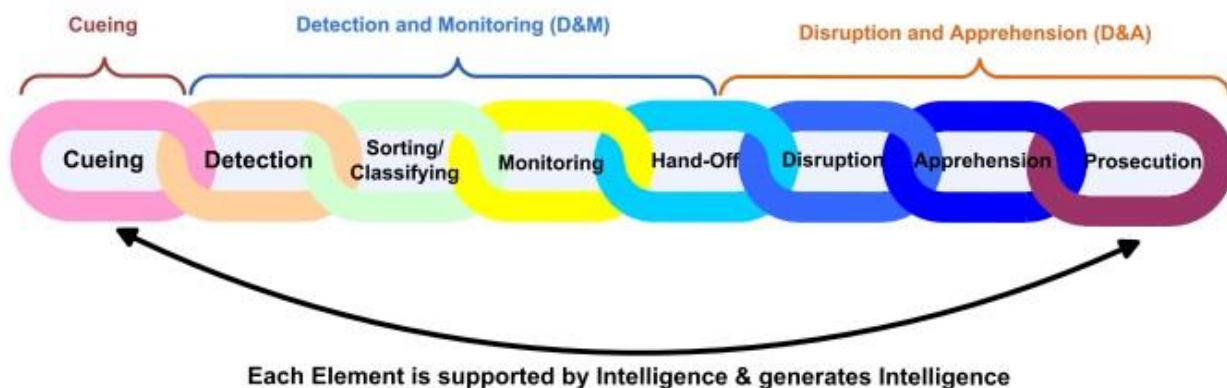 Cueing
Detection and Monitoring (D&M)
Disruption and Apprehension (D&A)
Cueing
Detection
Sorting/
Classifying
Monitoring
Hand-Off
Disruption
Apprehension
Prosecution
Each Element is supported by Intelligence & generates Intelligence